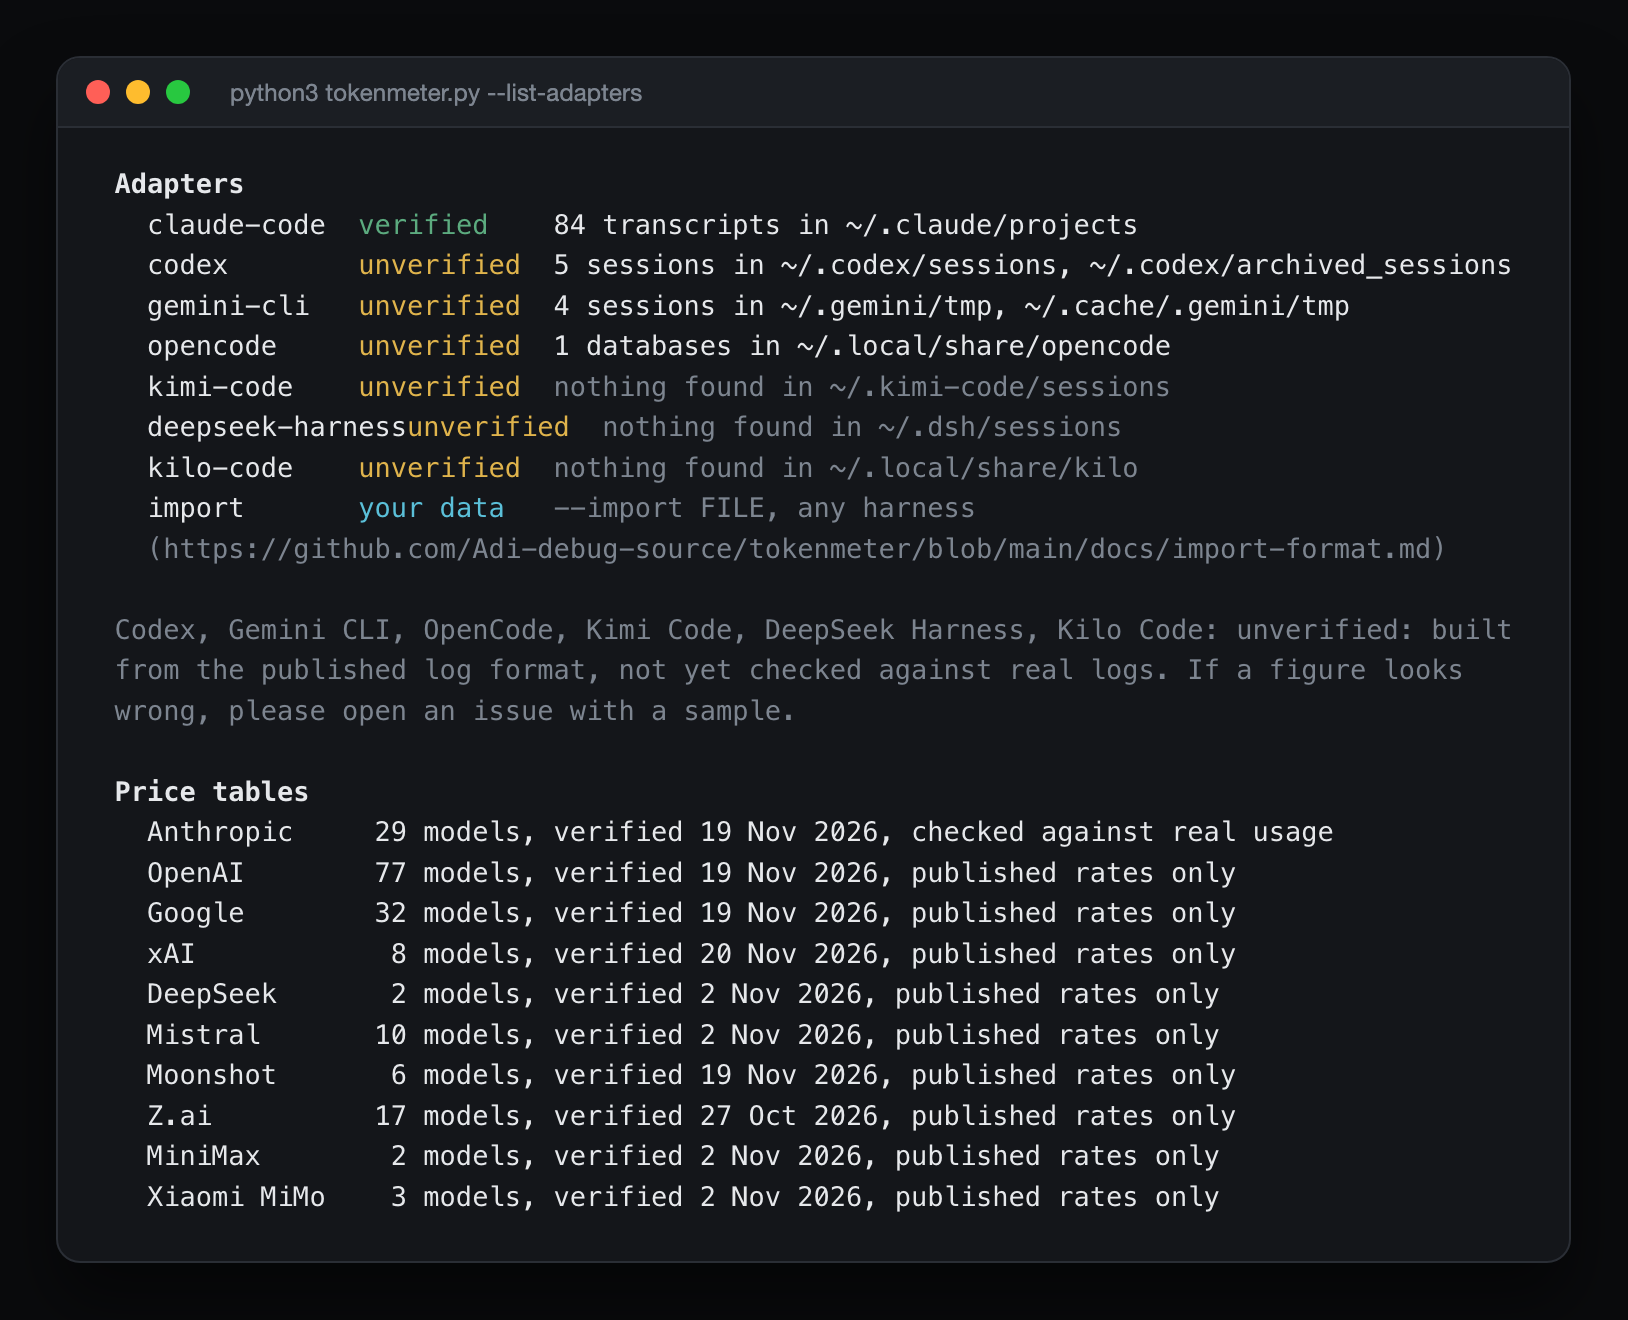 python3 tokenmeter.py --list-adapters
Adapters
claude-code  verified    84 transcripts in ~/.claude/projects
codex        unverified  5 sessions in ~/.codex/sessions, ~/.codex/archived_sessions
gemini-cli   unverified  4 sessions in ~/.gemini/tmp, ~/.cache/.gemini/tmp
opencode     unverified  1 databases in ~/.local/share/opencode
kimi-code    unverified  nothing found in ~/.kimi-code/sessions
deepseek-harnessunverified  nothing found in ~/.dsh/sessions
kilo-code    unverified  nothing found in ~/.local/share/kilo
import       your data   --import FILE, any harness
(https://github.com/Adi-debug-source/tokenmeter/blob/main/docs/import-format.md)
Codex, Gemini CLI, OpenCode, Kimi Code, DeepSeek Harness, Kilo Code: unverified: built
from the published log format, not yet checked against real logs. If a figure looks
wrong, please open an issue with a sample.
Price tables
Anthropic     29 models, verified 19 Nov 2026, checked against real usage
OpenAI        77 models, verified 19 Nov 2026, published rates only
Google        32 models, verified 19 Nov 2026, published rates only
xAI            8 models, verified 20 Nov 2026, published rates only
DeepSeek       2 models, verified 2 Nov 2026, published rates only
Mistral       10 models, verified 2 Nov 2026, published rates only
Moonshot       6 models, verified 19 Nov 2026, published rates only
Z.ai          17 models, verified 27 Oct 2026, published rates only
MiniMax        2 models, verified 2 Nov 2026, published rates only
Xiaomi MiMo    3 models, verified 2 Nov 2026, published rates only